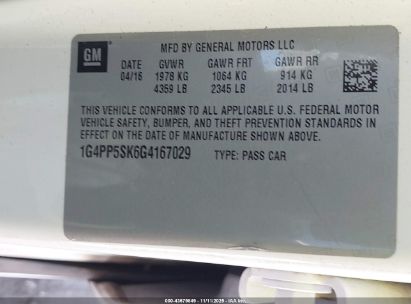 GM
MFD BY GENERAL MOTORS LLC
DATE GVWR GAWR FRT GAWR RR
04/16 1978 KG 1064 KG 914 KG
4359 LB 2345 LB 2014 LB
THIS VEHICLE CONFORMS TO ALL APPLICABLE U.S. FEDERAL MOTOR
VEHICLE SAFETY, BUMPER, AND THEFT PREVENTION STANDARDS IN
EFFECT ON THE DATE OF MANUFACTURE SHOWN ABOVE.
1G4PP5SK6G4167029 TYPE: PASS CAR